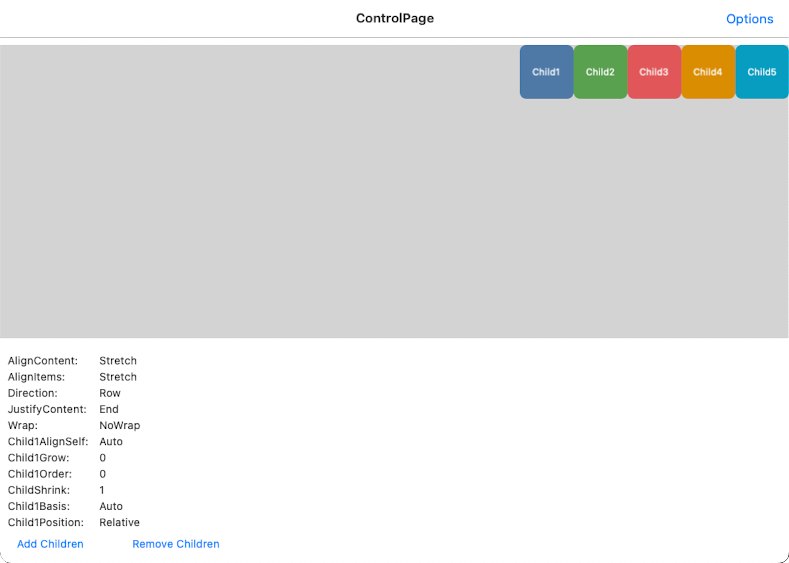 ControlPage
Options
Child1 Child2 Child3 Child4 Child5
AlignContent: Stretch
AlignItems: Stretch
Direction: Row
JustifyContent: End
Wrap: NoWrap
Child1AlignSelf: Auto
Child1Grow: 0
Child1Order: 0
ChildShrink: 1
Child1Basis: Auto
Child1Position: Relative
Add Children Remove Children